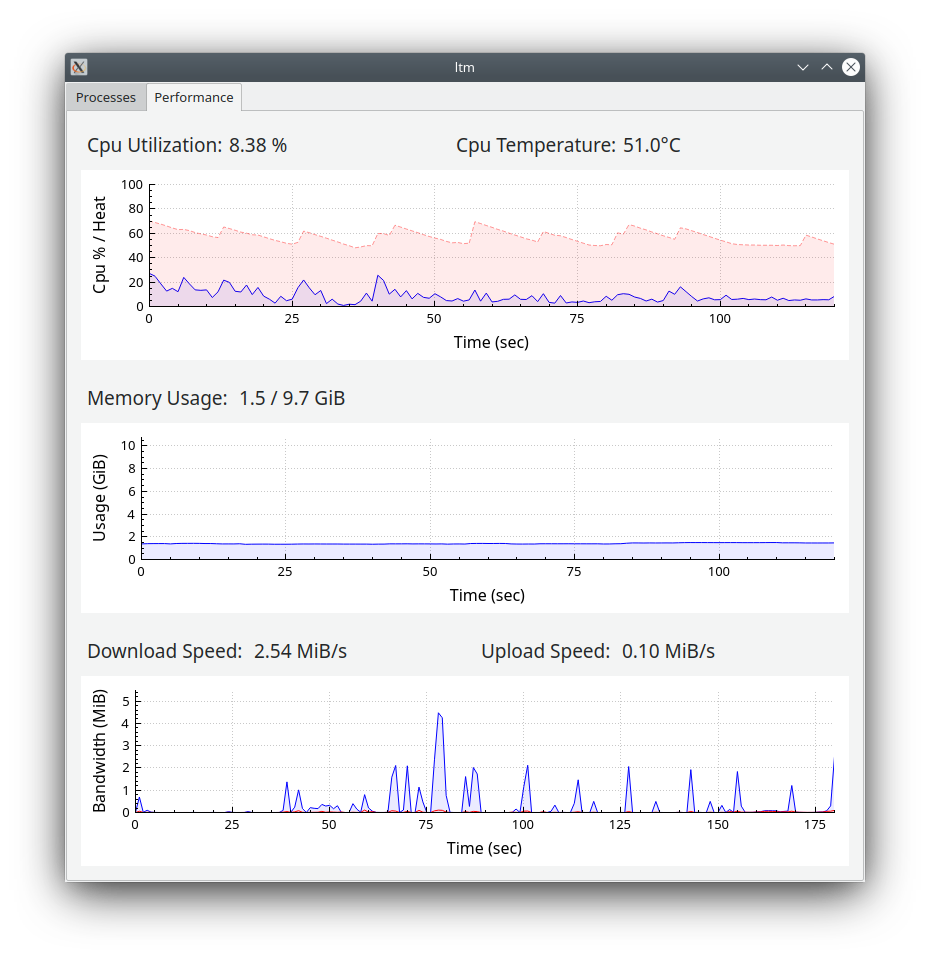 ltm
Processes Performance
Cpu Utilization: 8.38 % Cpu Temperature: 51.0°C
Cpu % / Heat
100
80
60
40
20
0
0 25 50 75 100
Time (sec)
Memory Usage: 1.5 / 9.7 GiB
Usage (GiB)
10
8
6
4
2
0
0 25 50 75 100
Time (sec)
Download Speed: 2.54 MiB/s Upload Speed: 0.10 MiB/s
Bandwidth (MiB)
5
4
3
2
1
0
0 25 50 75 100 125 150 175
Time (sec)